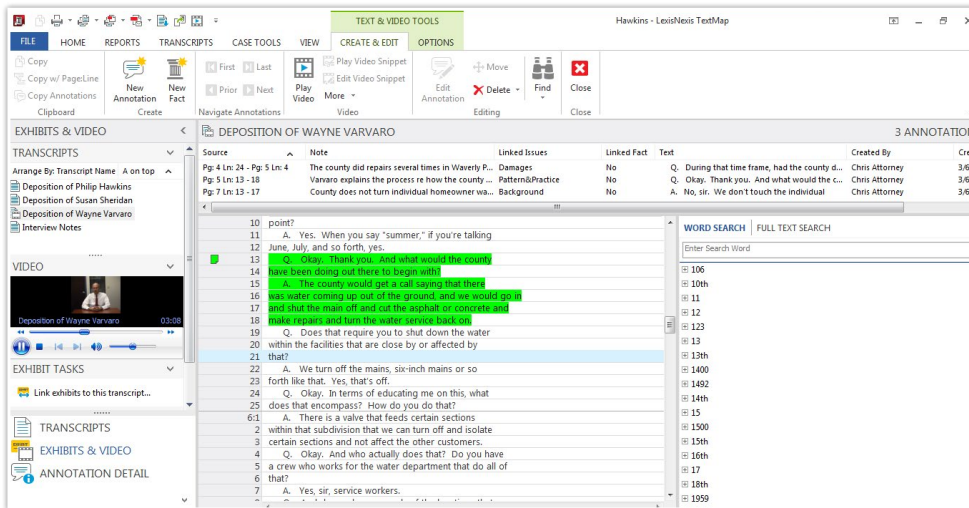 TEXT & VIDEO TOOLS
Hawkins - LexisNexis TextMap
FILE HOME REPORTS TRANSCRIPTS CASE TOOLS VIEW CREATE & EDIT OPTIONS
Copy
Copy w/ Page:Line
Copy Annotations
Clipboard
New Annotation
New Fact
Create
First Last
Prior Next
Navigate Annotations
Play Video
Play Video Snippet
Edit Video Snippet
More
Video
Edit Annotation
Move
Delete
Find
Editing
Close
Close
EXHIBITS & VIDEO
TRANSCRIPTS
Arrange By: Transcript Name A on top
Deposition of Philip Hawkins
Deposition of Susan Sheridan
Deposition of Wayne Varvaro
Interview Notes
VIDEO
Deposition of Wayne Varvaro 03:08
EXHIBIT TASKS
Link exhibits to this transcript...
TRANSCRIPTS
EXHIBITS & VIDEO
ANNOTATION DETAIL
DEPOSITION OF WAYNE VARVARO
3 ANNOTATION
Source Note Linked Issues Linked Fact Text Created By Cre
Pg: 4 Ln: 24 - Pg: 5 Ln: 4 The county did repairs several times in Waverly P... Damages No Q. During that time frame, had the county d... Chris Attorney 3/6
Pg: 5 Ln: 13 - 18 Varvaro explains the process re how the county ... Pattern&Practice No Q. Okay. Thank you. And what would the c... Chris Attorney 3/6
Pg: 7 Ln: 13 - 17 County does not turn individual homeowner wa... Background No A. No, sir. We don't touch the individual Chris Attorney 3/6
10 point?
11 A. Yes. When you say "summer," if you're talking
12 June, July, and so forth, yes.
13 Q. Okay. Thank you. And what would the county
14 have been doing out there to begin with?
15 A. The county would get a call saying that there
16 was water coming up out of the ground, and we would go in
17 and shut the main off and cut the asphalt or concrete and
18 make repairs and turn the water service back on.
19 Q. Does that require you to shut down the water
20 within the facilities that are close by or affected by
21 that?
22 A. We turn off the mains, six-inch mains or so
23 forth like that. Yes, that's off.
24 Q. Okay. In terms of educating me on this, what
25 does that encompass? How do you do that?
6:1 A. There is a valve that feeds certain sections
2 within that subdivision that we can turn off and isolate
3 certain sections and not affect the other customers.
4 Q. Okay. And who actually does that? Do you have
5 a crew who works for the water department that do all of
6 that?
7 A. Yes, sir, service workers.
WORD SEARCH FULL TEXT SEARCH
Enter Search Word
106
10th
11
12
123
13
13th
1400
1492
14th
15
1500
15th
16th
17
18th
1959